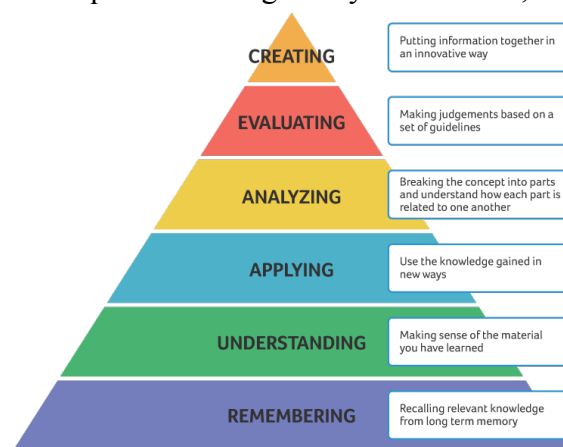 CREATING
Putting information together in
an innovative way
EVALUATING
Making judgements based on a
set of guidelines
ANALYZING
Breaking the concept into parts
and understand how each part is
related to one another
APPLYING
Use the knowledge gained in
new ways
UNDERSTANDING
Making sense of the material
you have learned
REMEMBERING
Recalling relevant knowledge
from long term memory